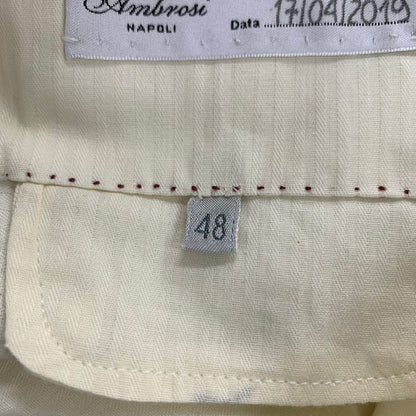 Ambrosi
NAPOLI
Data 17/04/2019
48